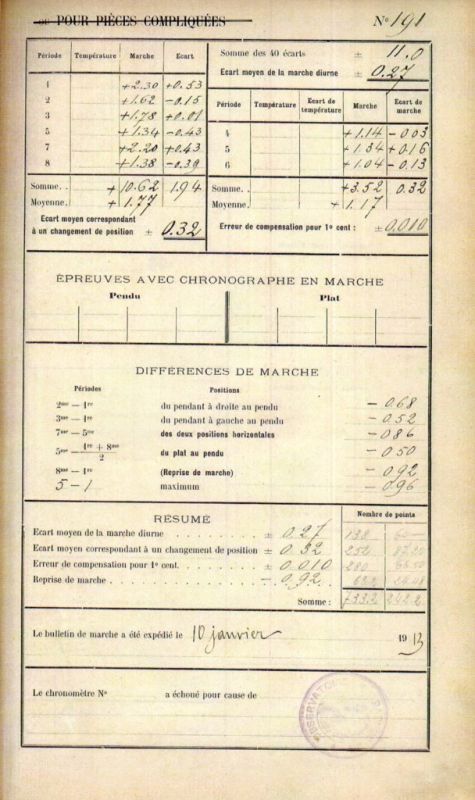 POUR PIÈCES COMPLIQUÉES Nº 191
Période Température Marche Ecart
1 +2.30 +0.53
2 +1.62 -0.15
3 +1.78 +0.01
5 +1.34 -0.43
7 +2.20 +0.43
8 +1.38 -0.39
Somme. . + 10.62 1.94
Moyenne. . + 1.77
Ecart moyen correspondant
à un changement de position ± 0.32
Somme des 40 écarts ± 11.0
Ecart moyen de la marche diurne ± 0.27
Période Température Ecart de température Marche Ecart de marche
4 +1.14 -0.03
5 +1.34 +0.16
6 +1.04 -0.13
Somme. . +3.52 0.32
Moyenne. . + 1.17
Erreur de compensation pour 1º cent : ±0.010
ÉPREUVES AVEC CHRONOGRAPHE EN MARCHE
Pendu Plat
DIFFÉRENCES DE MARCHE
Périodes Positions
2me — 1re du pendant à droite au pendu - 0.68
3me — 1re du pendant à gauche au pendu - 0.52
7me — 5me des deux positions horizontales - 0.86
5me — 1re + 8me / 2 du plat au pendu - 0.50
8me — 1re (Reprise de marche) - 0.92
5 - 1 maximum - 0.96
RÉSUMÉ
Nombre de points
Ecart moyen de la marche diurne ± 0.27
Ecart moyen correspondant à un changement de position ± 0.32
Erreur de compensation pour 1º cent. ± 0.010
Reprise de marche - 0.92
Somme :
Le bulletin de marche a été expédié le 10 janvier 1913
Le chronomètre Nº a échoué pour cause de